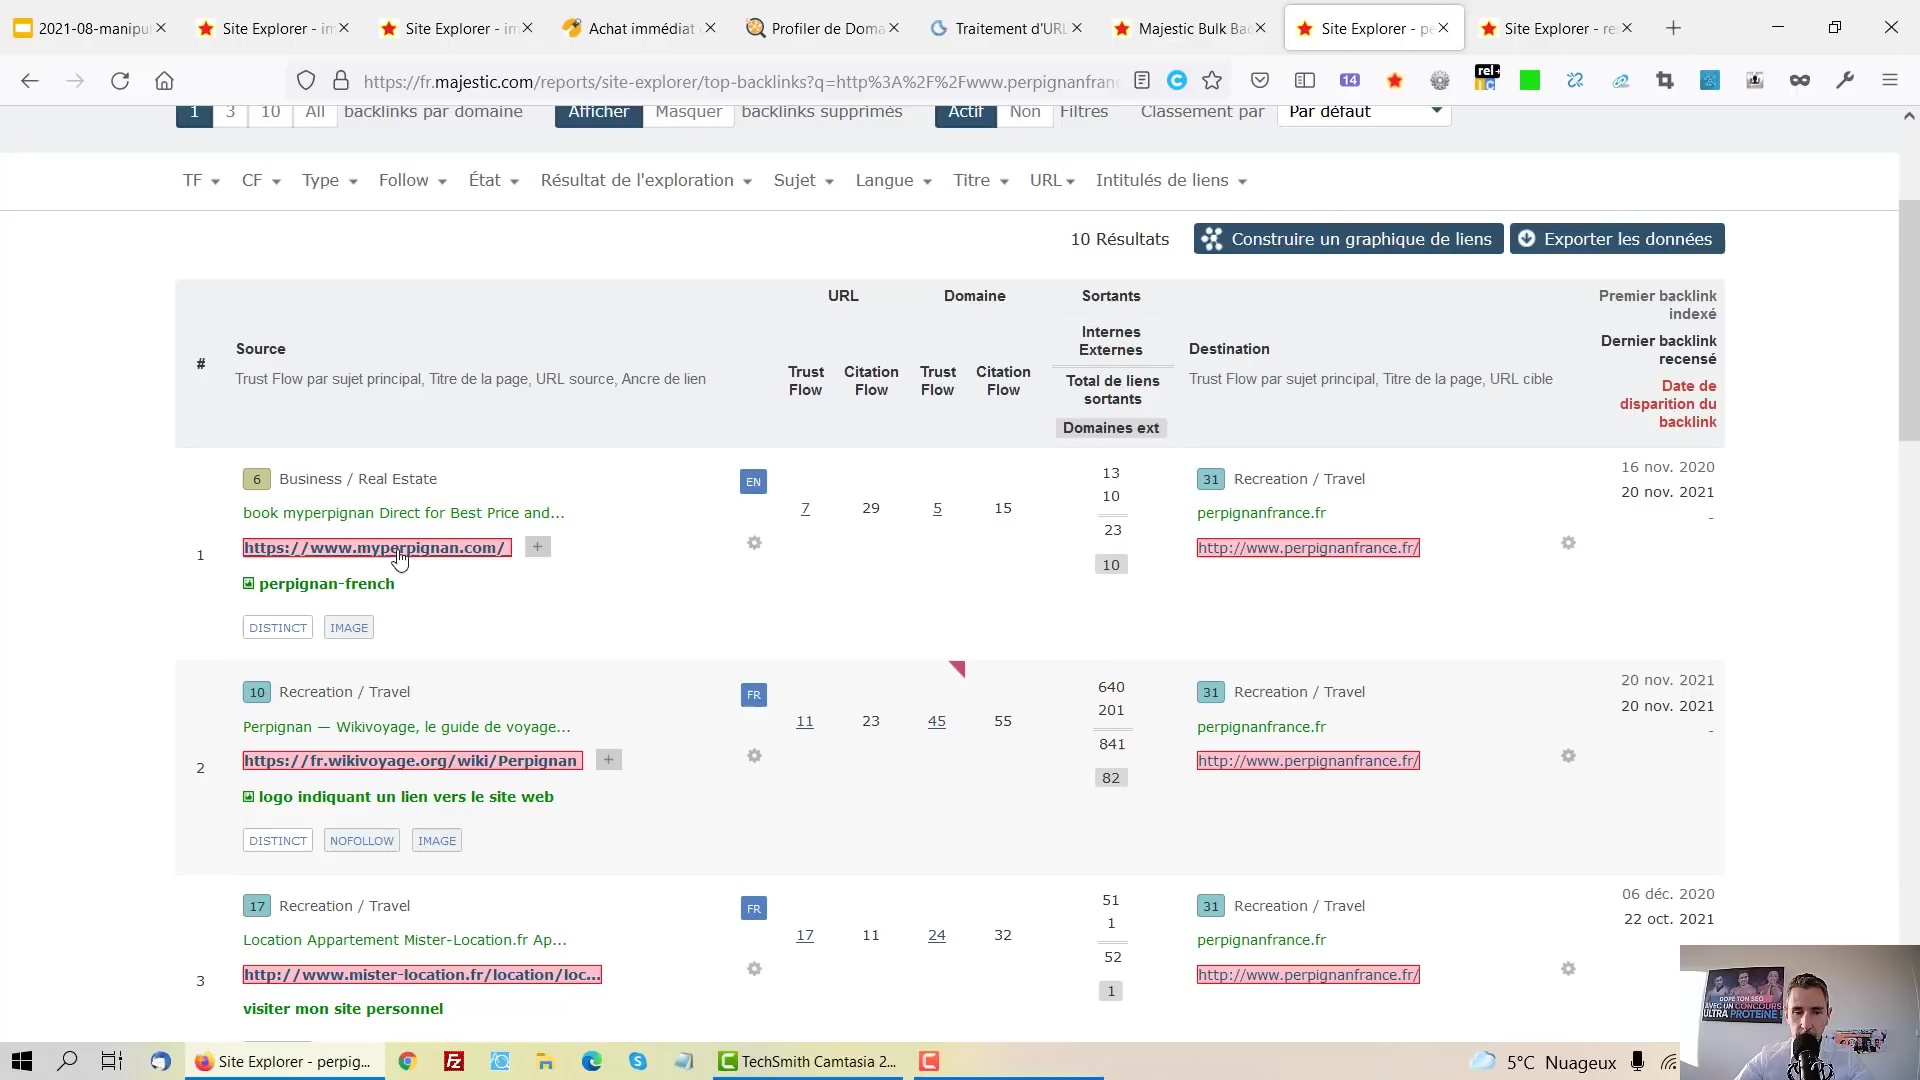 2021-08-manipul
Site Explorer - im
Site Explorer - im
Achat immédiat
Profiler de Doma
Traitement d'URL
Majestic Bulk Bac
Site Explorer - pe
Site Explorer - re
https://fr.majestic.com/reports/site-explorer/top-backlinks?q=http%3A%2F%2Fwww.perpignanfranc
14
rel+
1 3 10 All backlinks par domaine Afficher Masquer backlinks supprimés Actif Non Filtres Classement par Par défaut
TF CF Type Follow État Résultat de l'exploration Sujet Langue Titre URL Intitulés de liens
10 Résultats Construire un graphique de liens Exporter les données
#
Source
Trust Flow par sujet principal, Titre de la page, URL source, Ancre de lien
URL
Trust Flow
Citation Flow
Domaine
Trust Flow
Citation Flow
Sortants
Internes
Externes
Total de liens
sortants
Domaines ext
Destination
Trust Flow par sujet principal, Titre de la page, URL cible
Premier backlink
indexé
Dernier backlink
recensé
Date de
disparition du
backlink
1
6 Business / Real Estate
book myperpignan Direct for Best Price and...
https://www.myperpignan.com/ +
perpignan-french
DISTINCT IMAGE
EN
7 29 5 15
13
10
23
10
31 Recreation / Travel
perpignanfrance.fr
http://www.perpignanfrance.fr/
16 nov. 2020
20 nov. 2021
-
2
10 Recreation / Travel
Perpignan — Wikivoyage, le guide de voyage...
https://fr.wikivoyage.org/wiki/Perpignan +
logo indiquant un lien vers le site web
DISTINCT NOFOLLOW IMAGE
FR
11 23 45 55
640
201
841
82
31 Recreation / Travel
perpignanfrance.fr
http://www.perpignanfrance.fr/
20 nov. 2021
20 nov. 2021
-
3
17 Recreation / Travel
Location Appartement Mister-Location.fr Ap...
http://www.mister-location.fr/location/loc...
visiter mon site personnel
FR
17 11 24 32
51
1
52
1
31 Recreation / Travel
perpignanfrance.fr
http://www.perpignanfrance.fr/
06 déc. 2020
22 oct. 2021
DOPE TON SEO
AVEC UN CONCOURS
ULTRA PROTEINÉ !
Site Explorer - perpig...
TechSmith Camtasia 2...
5°C Nuageux